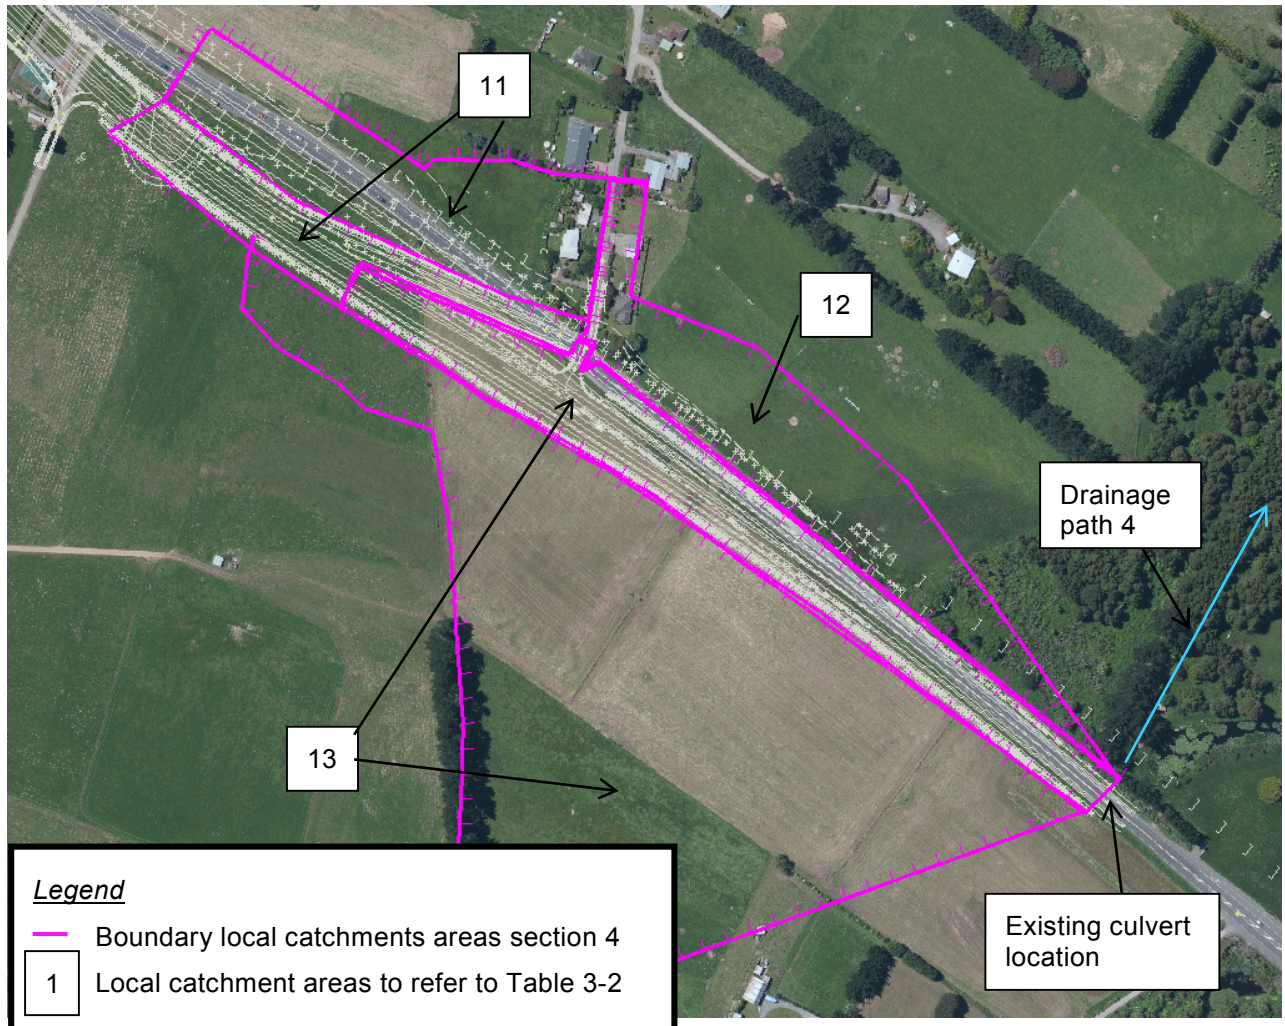 11
12
Drainage
path 4
13
Existing culvert
location
Legend
Boundary local catchments areas section 4
1
Local catchment areas to refer to Table 3-2